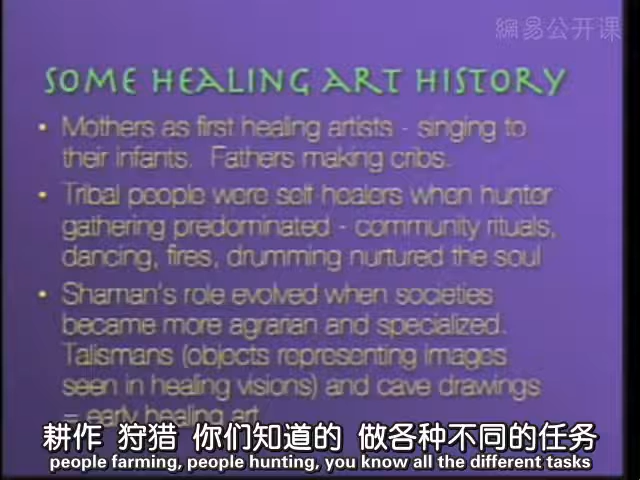 網易公开课
SOME HEALING ART HISTORY
• Mothers as first healing artists - singing to
their infants. Fathers making cribs.
• Tribal people were self healers when hunter
gathering predominated - community rituals,
dancing, fires, drumming nurtured the soul
• Shaman's role evolved when societies
became more agrarian and specialized.
Talismans (objects representing images
seen in healing visions) and cave drawings
= early healing art
耕作 狩猎 你们知道的 做各种不同的任务
people farming, people hunting, you know all the different tasks